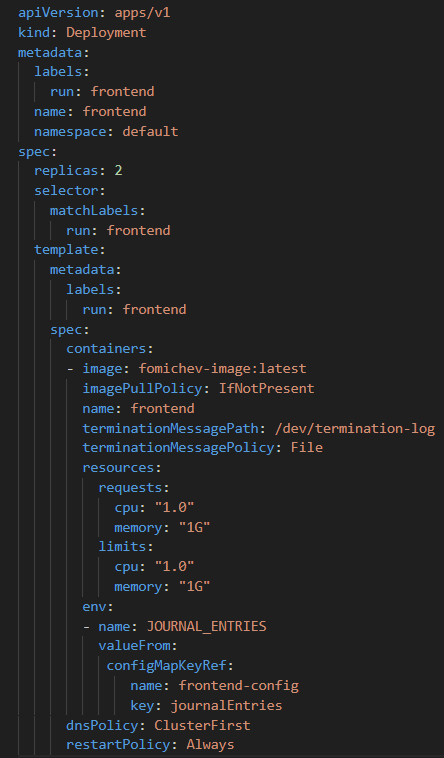 apiVersion: apps/v1
kind: Deployment
metadata:
  labels:
    run: frontend
  name: frontend
  namespace: default
spec:
  replicas: 2
  selector:
    matchLabels:
      run: frontend
  template:
    metadata:
      labels:
        run: frontend
    spec:
      containers:
      - image: fomichev-image:latest
        imagePullPolicy: IfNotPresent
        name: frontend
        terminationMessagePath: /dev/termination-log
        terminationMessagePolicy: File
        resources:
          requests:
            cpu: "1.0"
            memory: "1G"
          limits:
            cpu: "1.0"
            memory: "1G"
        env:
        - name: JOURNAL_ENTRIES
          valueFrom:
           configMapKeyRef:
              name: frontend-config
              key: journalEntries
      dnsPolicy: ClusterFirst
      restartPolicy: Always